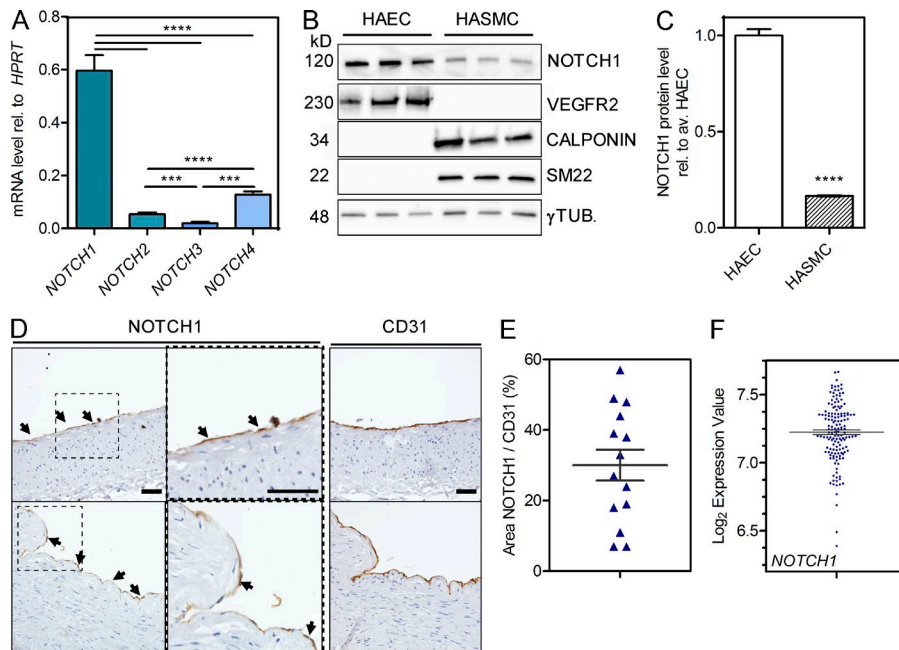 A
mRNA level rel. to HPRT
0.6
0.4
0.2
0
****
****
***
***
NOTCH1
NOTCH2
NOTCH3
NOTCH4
B
HAEC
HASMC
kD
120
NOTCH1
230
VEGFR2
34
CALPONIN
22
SM22
48
γTUB.
C
NOTCH1 protein level
rel. to av. HAEC
1.0
0.5
0.0
****
HAEC
HASMC
D
NOTCH1
CD31
E
Area NOTCH1 / CD31 (%)
60
40
20
0
F
Log2 Expression Value
7.5
7.0
6.5
NOTCH1